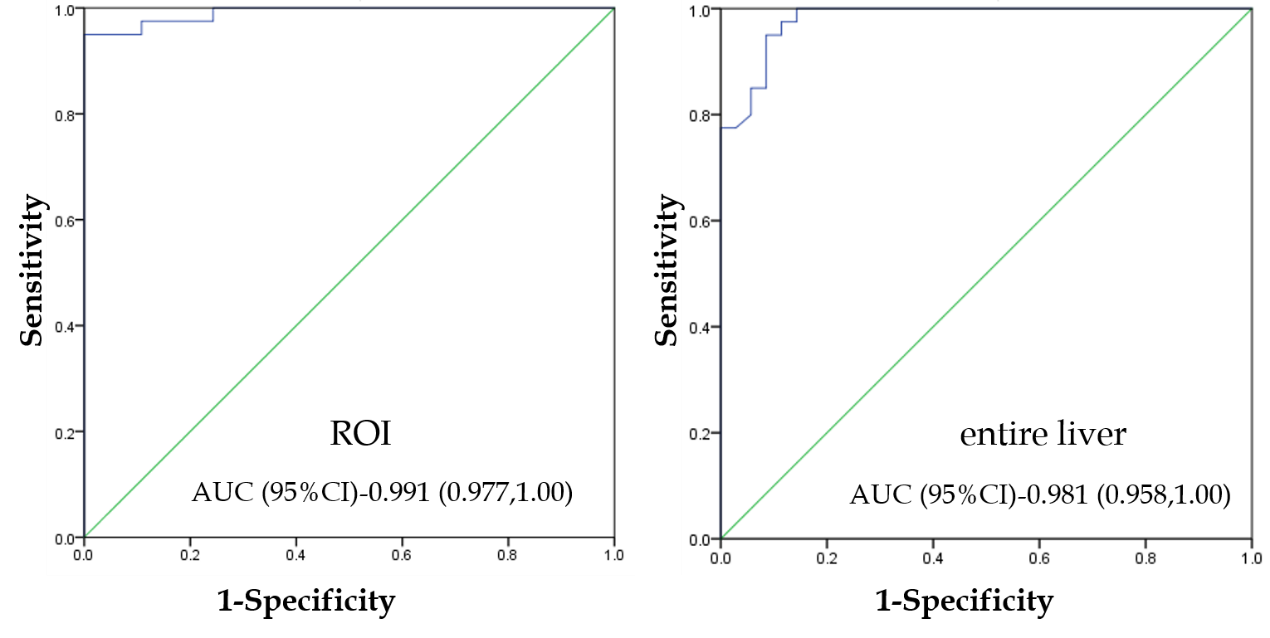 1.0
0.8
0.6
0.4
0.2
0.0
0.0 0.2 0.4 0.6 0.8 1.0
Sensitivity
1-Specificity
ROI
AUC (95%CI)-0.991 (0.977,1.00)
1.0
0.8
0.6
0.4
0.2
0.0
0.0 0.2 0.4 0.6 0.8 1.0
Sensitivity
1-Specificity
entire liver
AUC (95%CI)-0.981 (0.958,1.00)